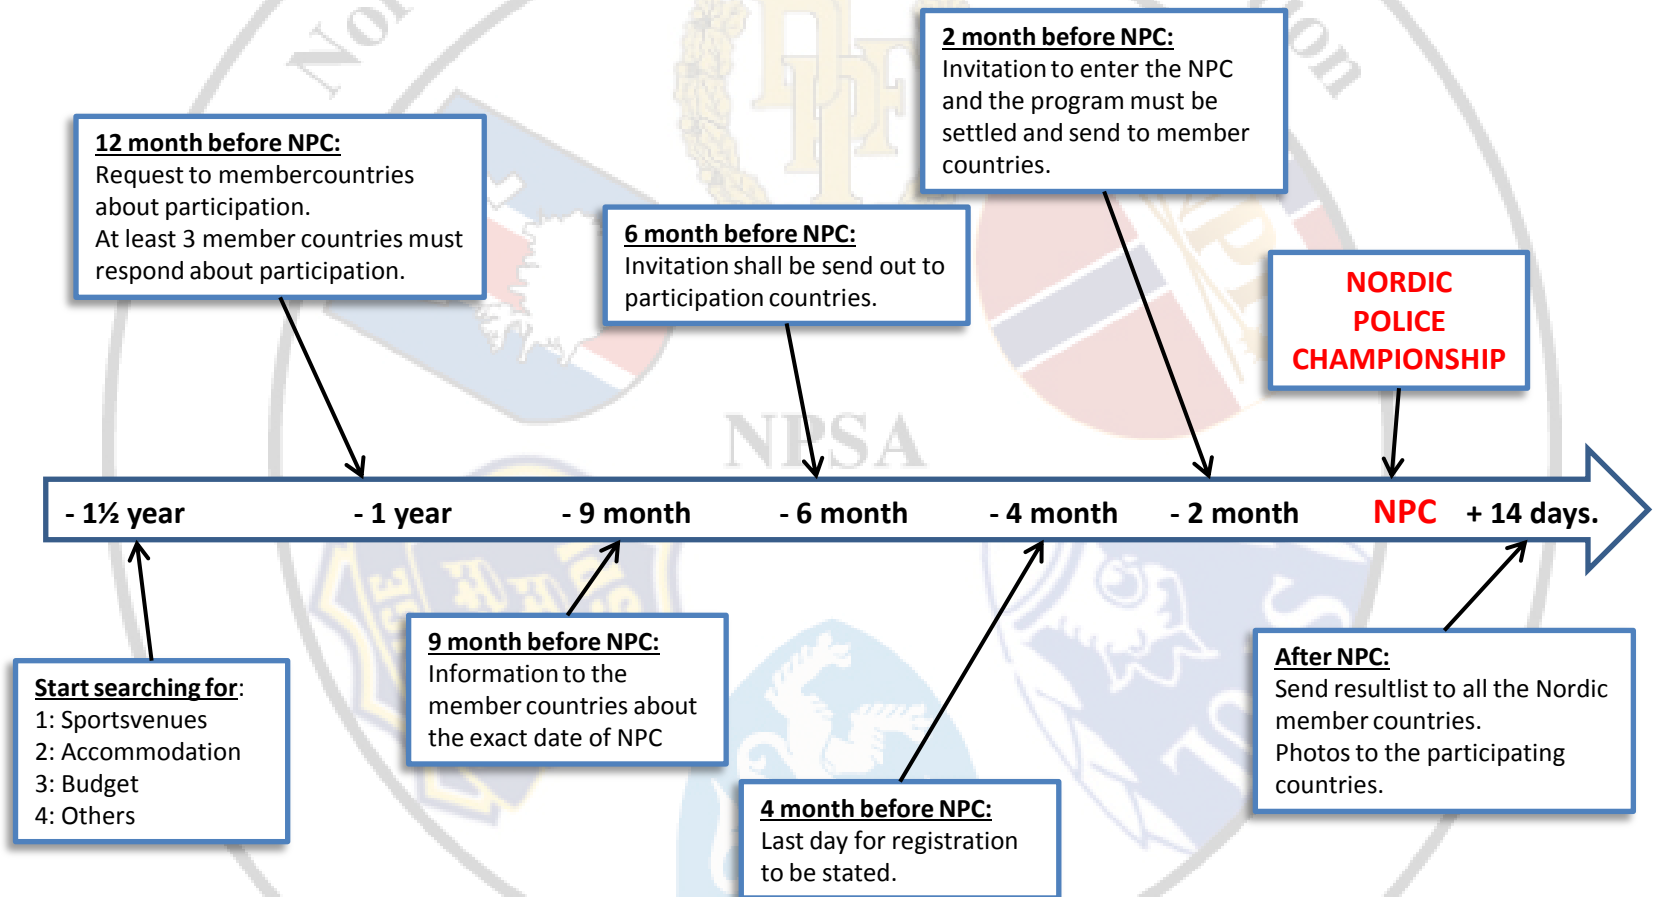 2 month before NPC:
Invitation to enter the NPC
and the program must be
settled and send to member
countries.
12 month before NPC:
Request to membercountries
about participation.
At least 3 member countries must
respond about participation.
6 month before NPC:
Invitation shall be send out to
participation countries.
NORDIC
POLICE
CHAMPIONSHIP
NPSA
- 1½ year
- 1 year
- 9 month
- 6 month
- 4 month
- 2 month
NPC
+ 14 days.
Start searching for:
1: Sportsvenues
2: Accommodation
3: Budget
4: Others
9 month before NPC:
Information to the
member countries about
the exact date of NPC
4 month before NPC:
Last day for registration
to be stated.
After NPC:
Send resultlist to all the Nordic
member countries.
Photos to the participating
countries.